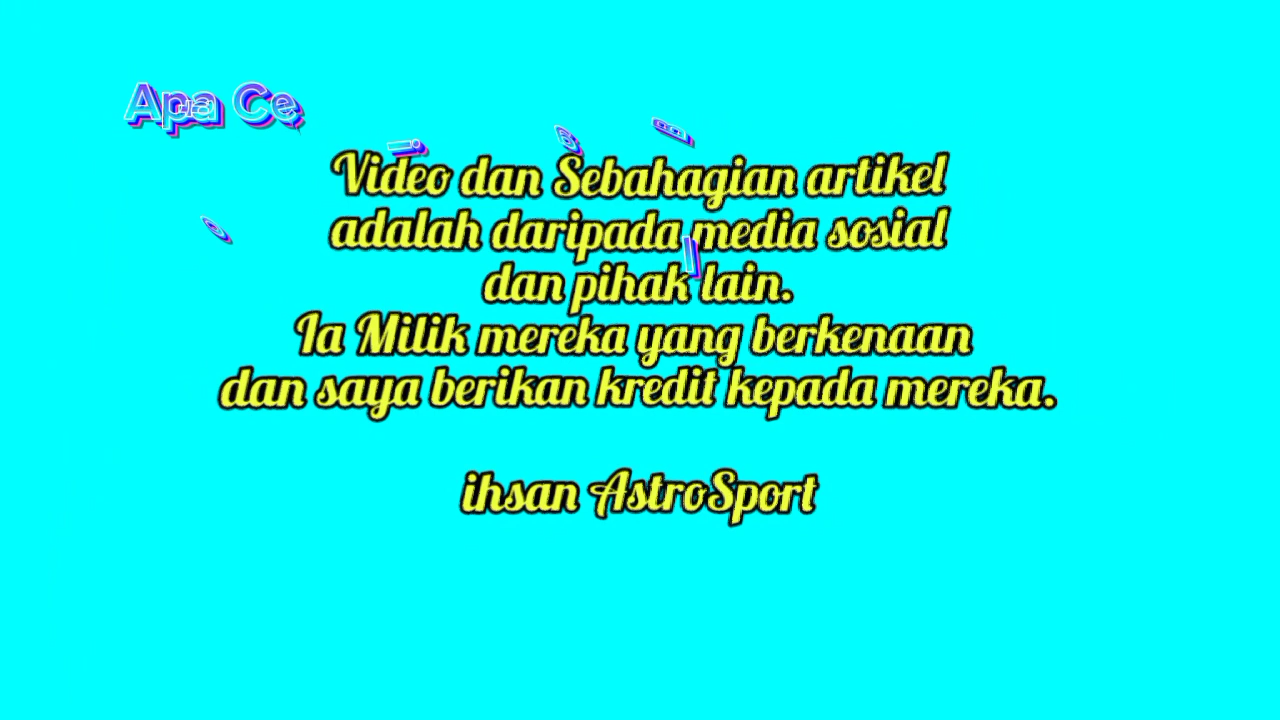 Apa Ce
Video dan Sebahagian artikel
adalah daripada media sosial
dan pihak lain.
Ia Milik mereka yang berkenaan
dan saya berikan kredit kepada mereka.
ihsan AstroSport